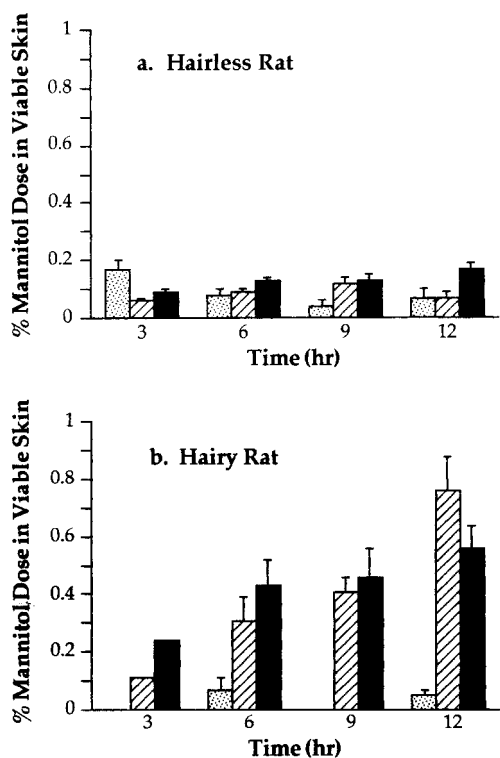 1
a. Hairless Rat
0.8
0.6
0.4
0.2
0
% Mannitol Dose in Viable Skin
3 6 9 12
Time (hr)
1
b. Hairy Rat
0.8
0.6
0.4
0.2
0
% Mannitol Dose in Viable Skin
3 6 9 12
Time (hr)